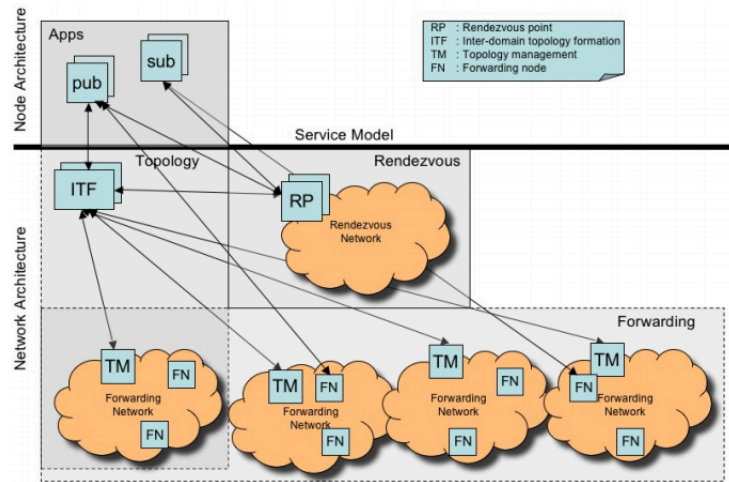 Node Architecture
Apps
pub
sub
RP : Rendezvous point
ITF : Inter-domain topology formation
TM : Topology management
FN : Forwarding node
Service Model
Network Architecture
Topology
Rendezvous
ITF
RP
Rendezvous
Network
Forwarding
TM
FN
Forwarding
Network
FN
TM
FN
Forwarding
Network
FN
TM
FN
Forwarding
Network
FN
TM
FN
Forwarding
Network
FN